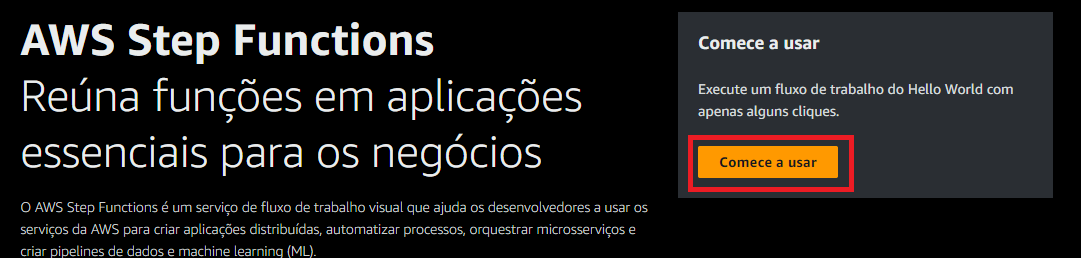 AWS Step Functions
Reúna funções em aplicações
essenciais para os negócios
O AWS Step Functions é um serviço de fluxo de trabalho visual que ajuda os desenvolvedores a usar os
serviços da AWS para criar aplicações distribuídas, automatizar processos, orquestrar microsserviços e
criar pipelines de dados e machine learning (ML).
Comece a usar
Execute um fluxo de trabalho do Hello World com
apenas alguns cliques.
Comece a usar